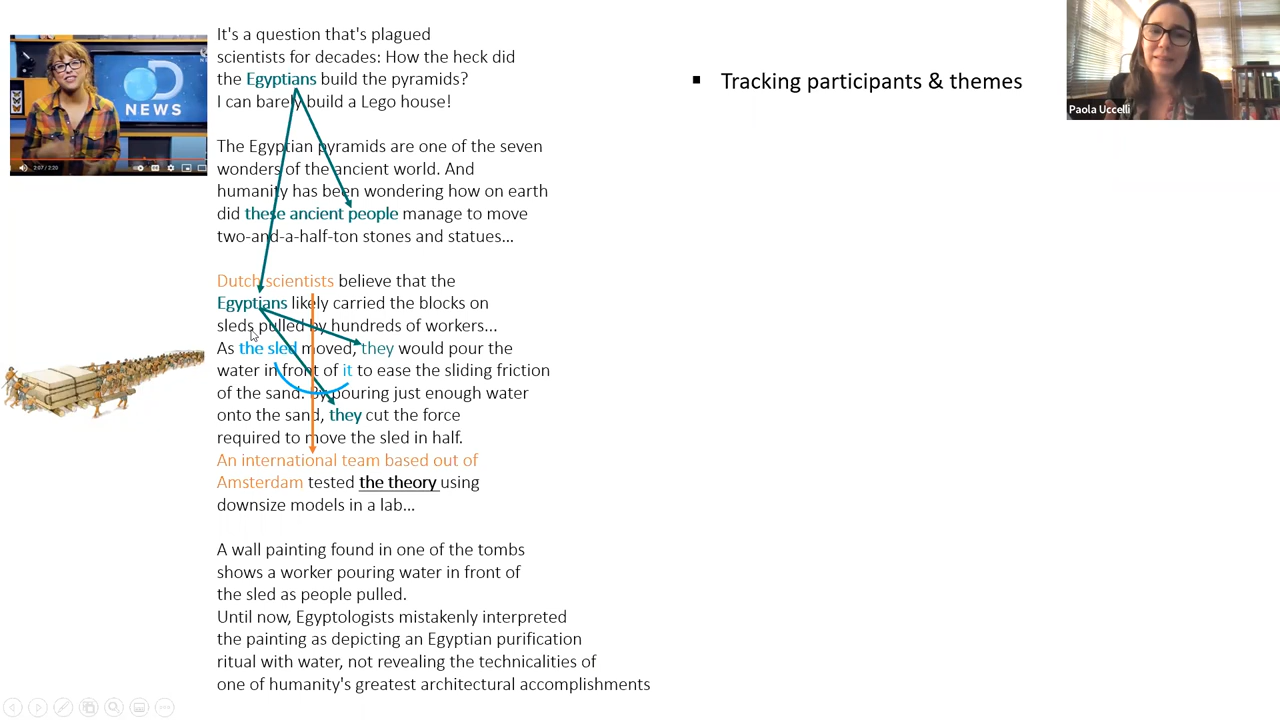 It's a question that's plagued
scientists for decades: How the heck did
the Egyptians build the pyramids?
I can barely build a Lego house!
The Egyptian pyramids are one of the seven
wonders of the ancient world. And
humanity has been wondering how on earth
did these ancient people manage to move
two-and-a-half-ton stones and statues...
Dutch scientists believe that the
Egyptians likely carried the blocks on
sleds pulled by hundreds of workers...
As the sled moved, they would pour the
water in front of it to ease the sliding friction
of the sand. By pouring just enough water
onto the sand, they cut the force
required to move the sled in half.
An international team based out of
Amsterdam tested the theory using
downsize models in a lab...
A wall painting found in one of the tombs
shows a worker pouring water in front of
the sled as people pulled.
Until now, Egyptologists mistakenly interpreted
the painting as depicting an Egyptian purification
ritual with water, not revealing the technicalities of
one of humanity's greatest architectural accomplishments
▪ Tracking participants & themes
Paola Uccelli
D
NEWS
2:07 / 2:20